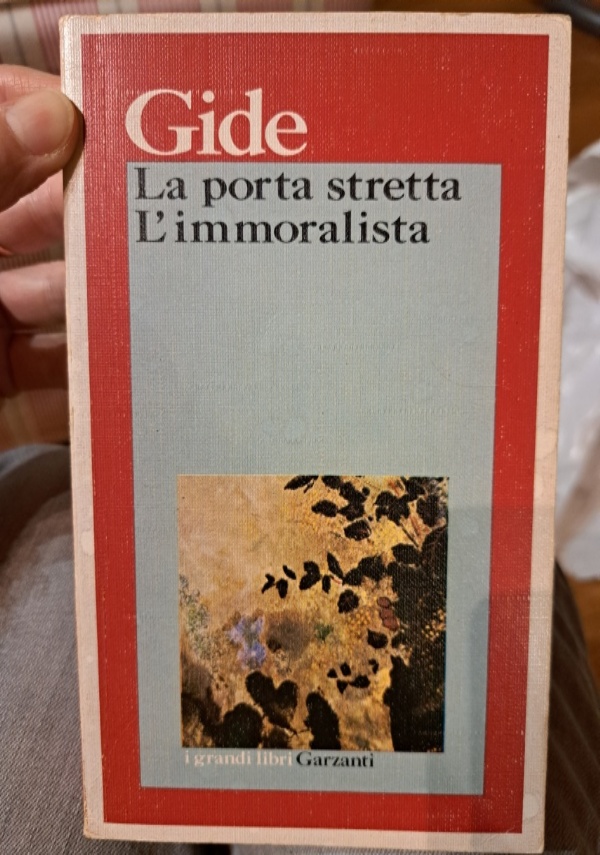 Gide
La porta stretta
L'immoralista
i grandi libri Garzanti